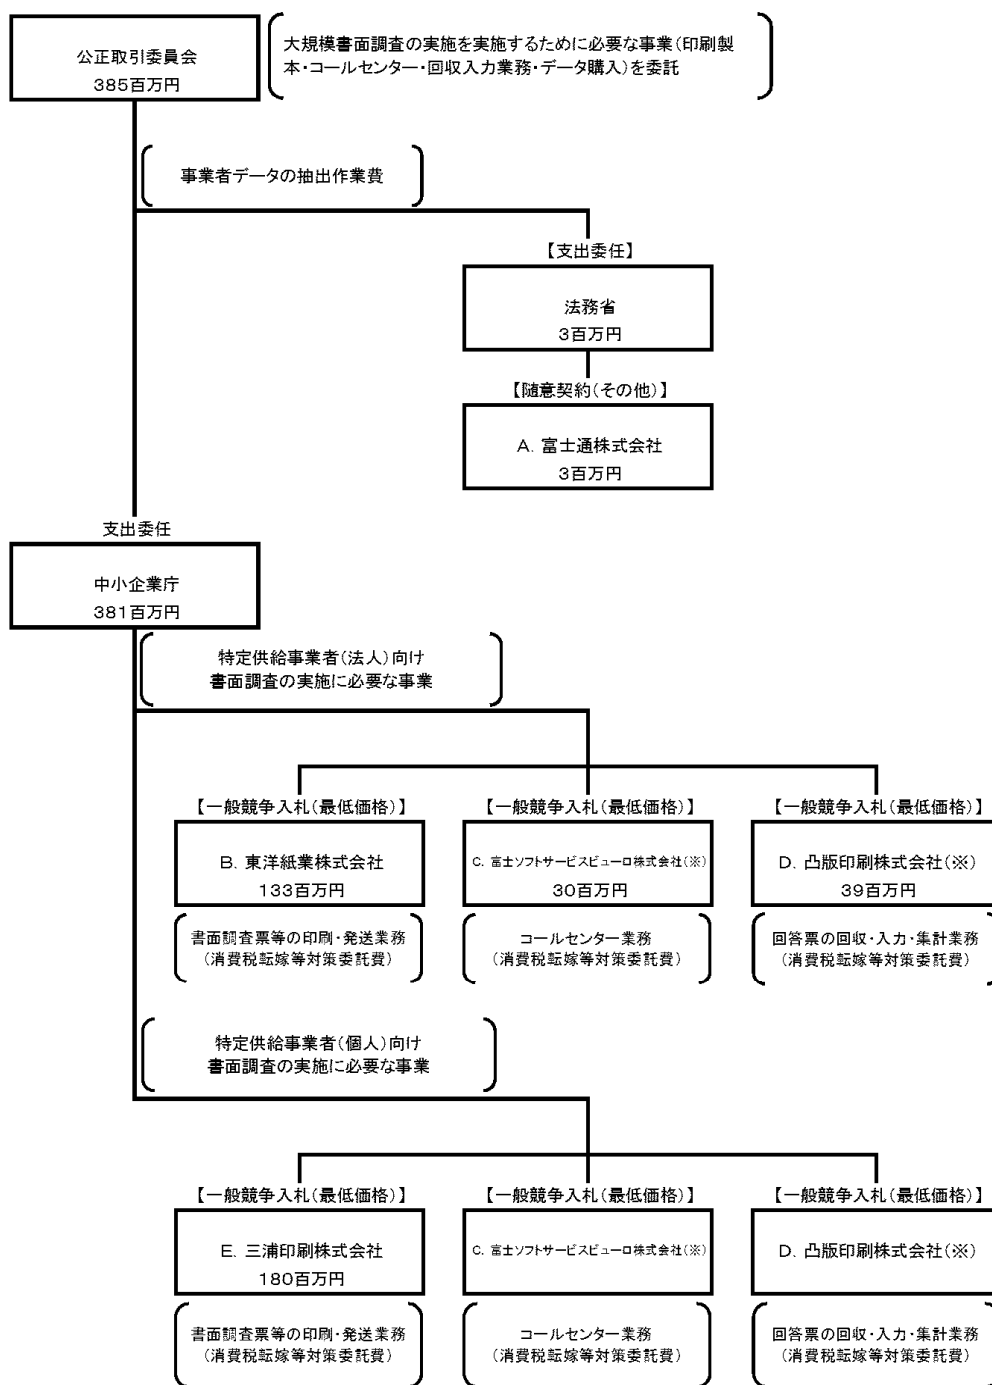 公正取引委員会
385百万円
大規模書面調査の実施を実施するために必要な事業(印刷製
本・コールセンター・回収入力業務・データ購入)を委託
事業者データの抽出作業費
【支出委任】
法務省
3百万円
【随意契約(その他)】
A. 富士通株式会社
3百万円
支出委任
中小企業庁
381百万円
特定供給事業者(法人)向け
書面調査の実施に必要な事業
【一般競争入札(最低価格)】
B. 東洋紙業株式会社
133百万円
書面調査票等の印刷・発送業務
(消費税転嫁等対策委託費)
【一般競争入札(最低価格)】
C. 富士ソフトサービスビューロ株式会社(※)
30百万円
コールセンター業務
(消費税転嫁等対策委託費)
【一般競争入札(最低価格)】
D. 凸版印刷株式会社(※)
39百万円
回答票の回収・入力・集計業務
(消費税転嫁等対策委託費)
特定供給事業者(個人)向け
書面調査の実施に必要な事業
【一般競争入札(最低価格)】
E. 三浦印刷株式会社
180百万円
書面調査票等の印刷・発送業務
(消費税転嫁等対策委託費)
【一般競争入札(最低価格)】
C. 富士ソフトサービスビューロ株式会社(※)
コールセンター業務
(消費税転嫁等対策委託費)
【一般競争入札(最低価格)】
D. 凸版印刷株式会社(※)
回答票の回収・入力・集計業務
(消費税転嫁等対策委託費)